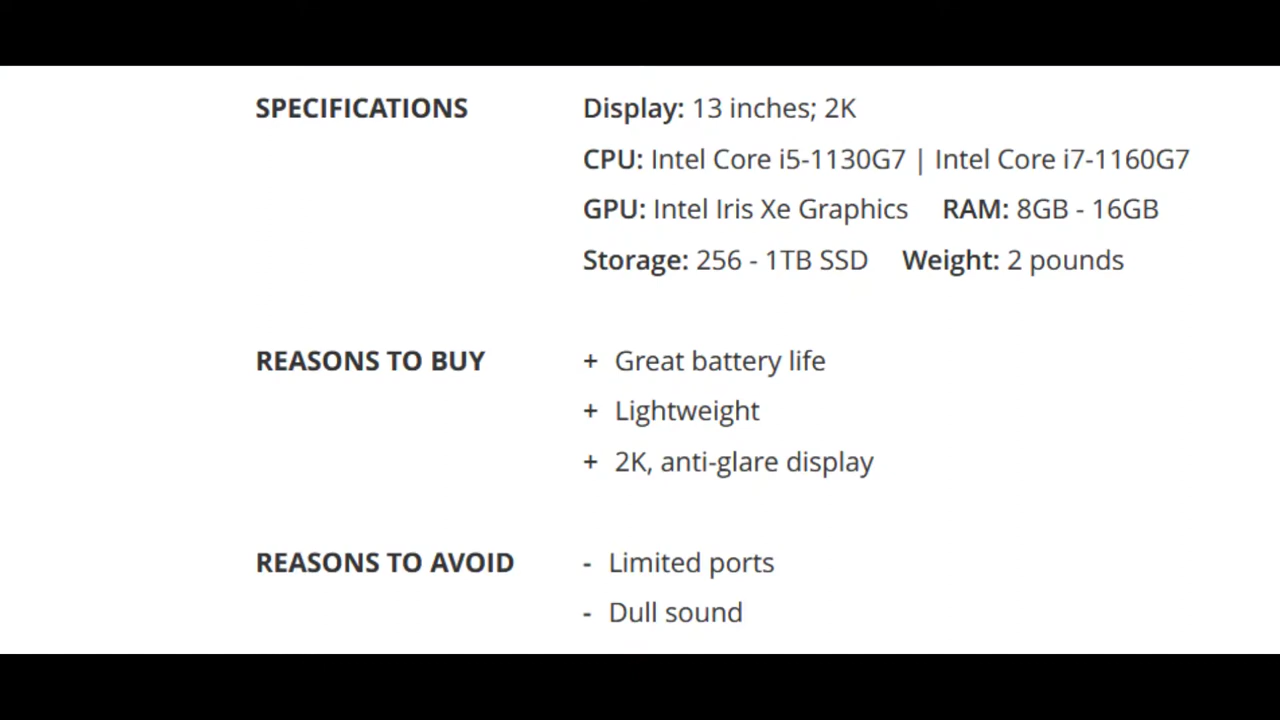 SPECIFICATIONS
Display: 13 inches; 2K
CPU: Intel Core i5-1130G7 | Intel Core i7-1160G7
GPU: Intel Iris Xe Graphics RAM: 8GB - 16GB
Storage: 256 - 1TB SSD Weight: 2 pounds
REASONS TO BUY
+ Great battery life
+ Lightweight
+ 2K, anti-glare display
REASONS TO AVOID
- Limited ports
- Dull sound